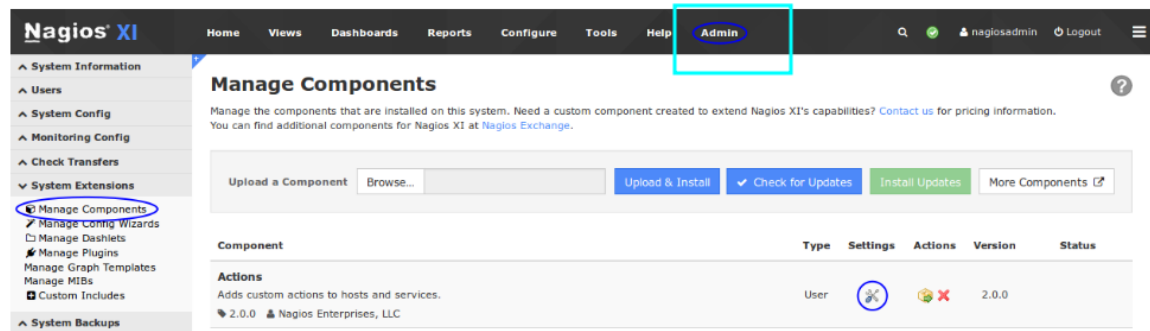 Nagios® XI
Home Views Dashboards Reports Configure Tools Help Admin nagiosadmin Logout
System Information
Users
System Config
Monitoring Config
Check Transfers
System Extensions
Manage Components
Manage Config Wizards
Manage Dashlets
Manage Plugins
Manage Graph Templates
Manage MIBs
Custom Includes
System Backups
Manage Components
Manage the components that are installed on this system. Need a custom component created to extend Nagios XI's capabilities? Contact us for pricing information.
You can find additional components for Nagios XI at Nagios Exchange.
Upload a Component Browse... Upload & Install Check for Updates Install Updates More Components
Component Type Settings Actions Version Status
Actions
Adds custom actions to hosts and services. User 2.0.0
2.0.0 Nagios Enterprises, LLC